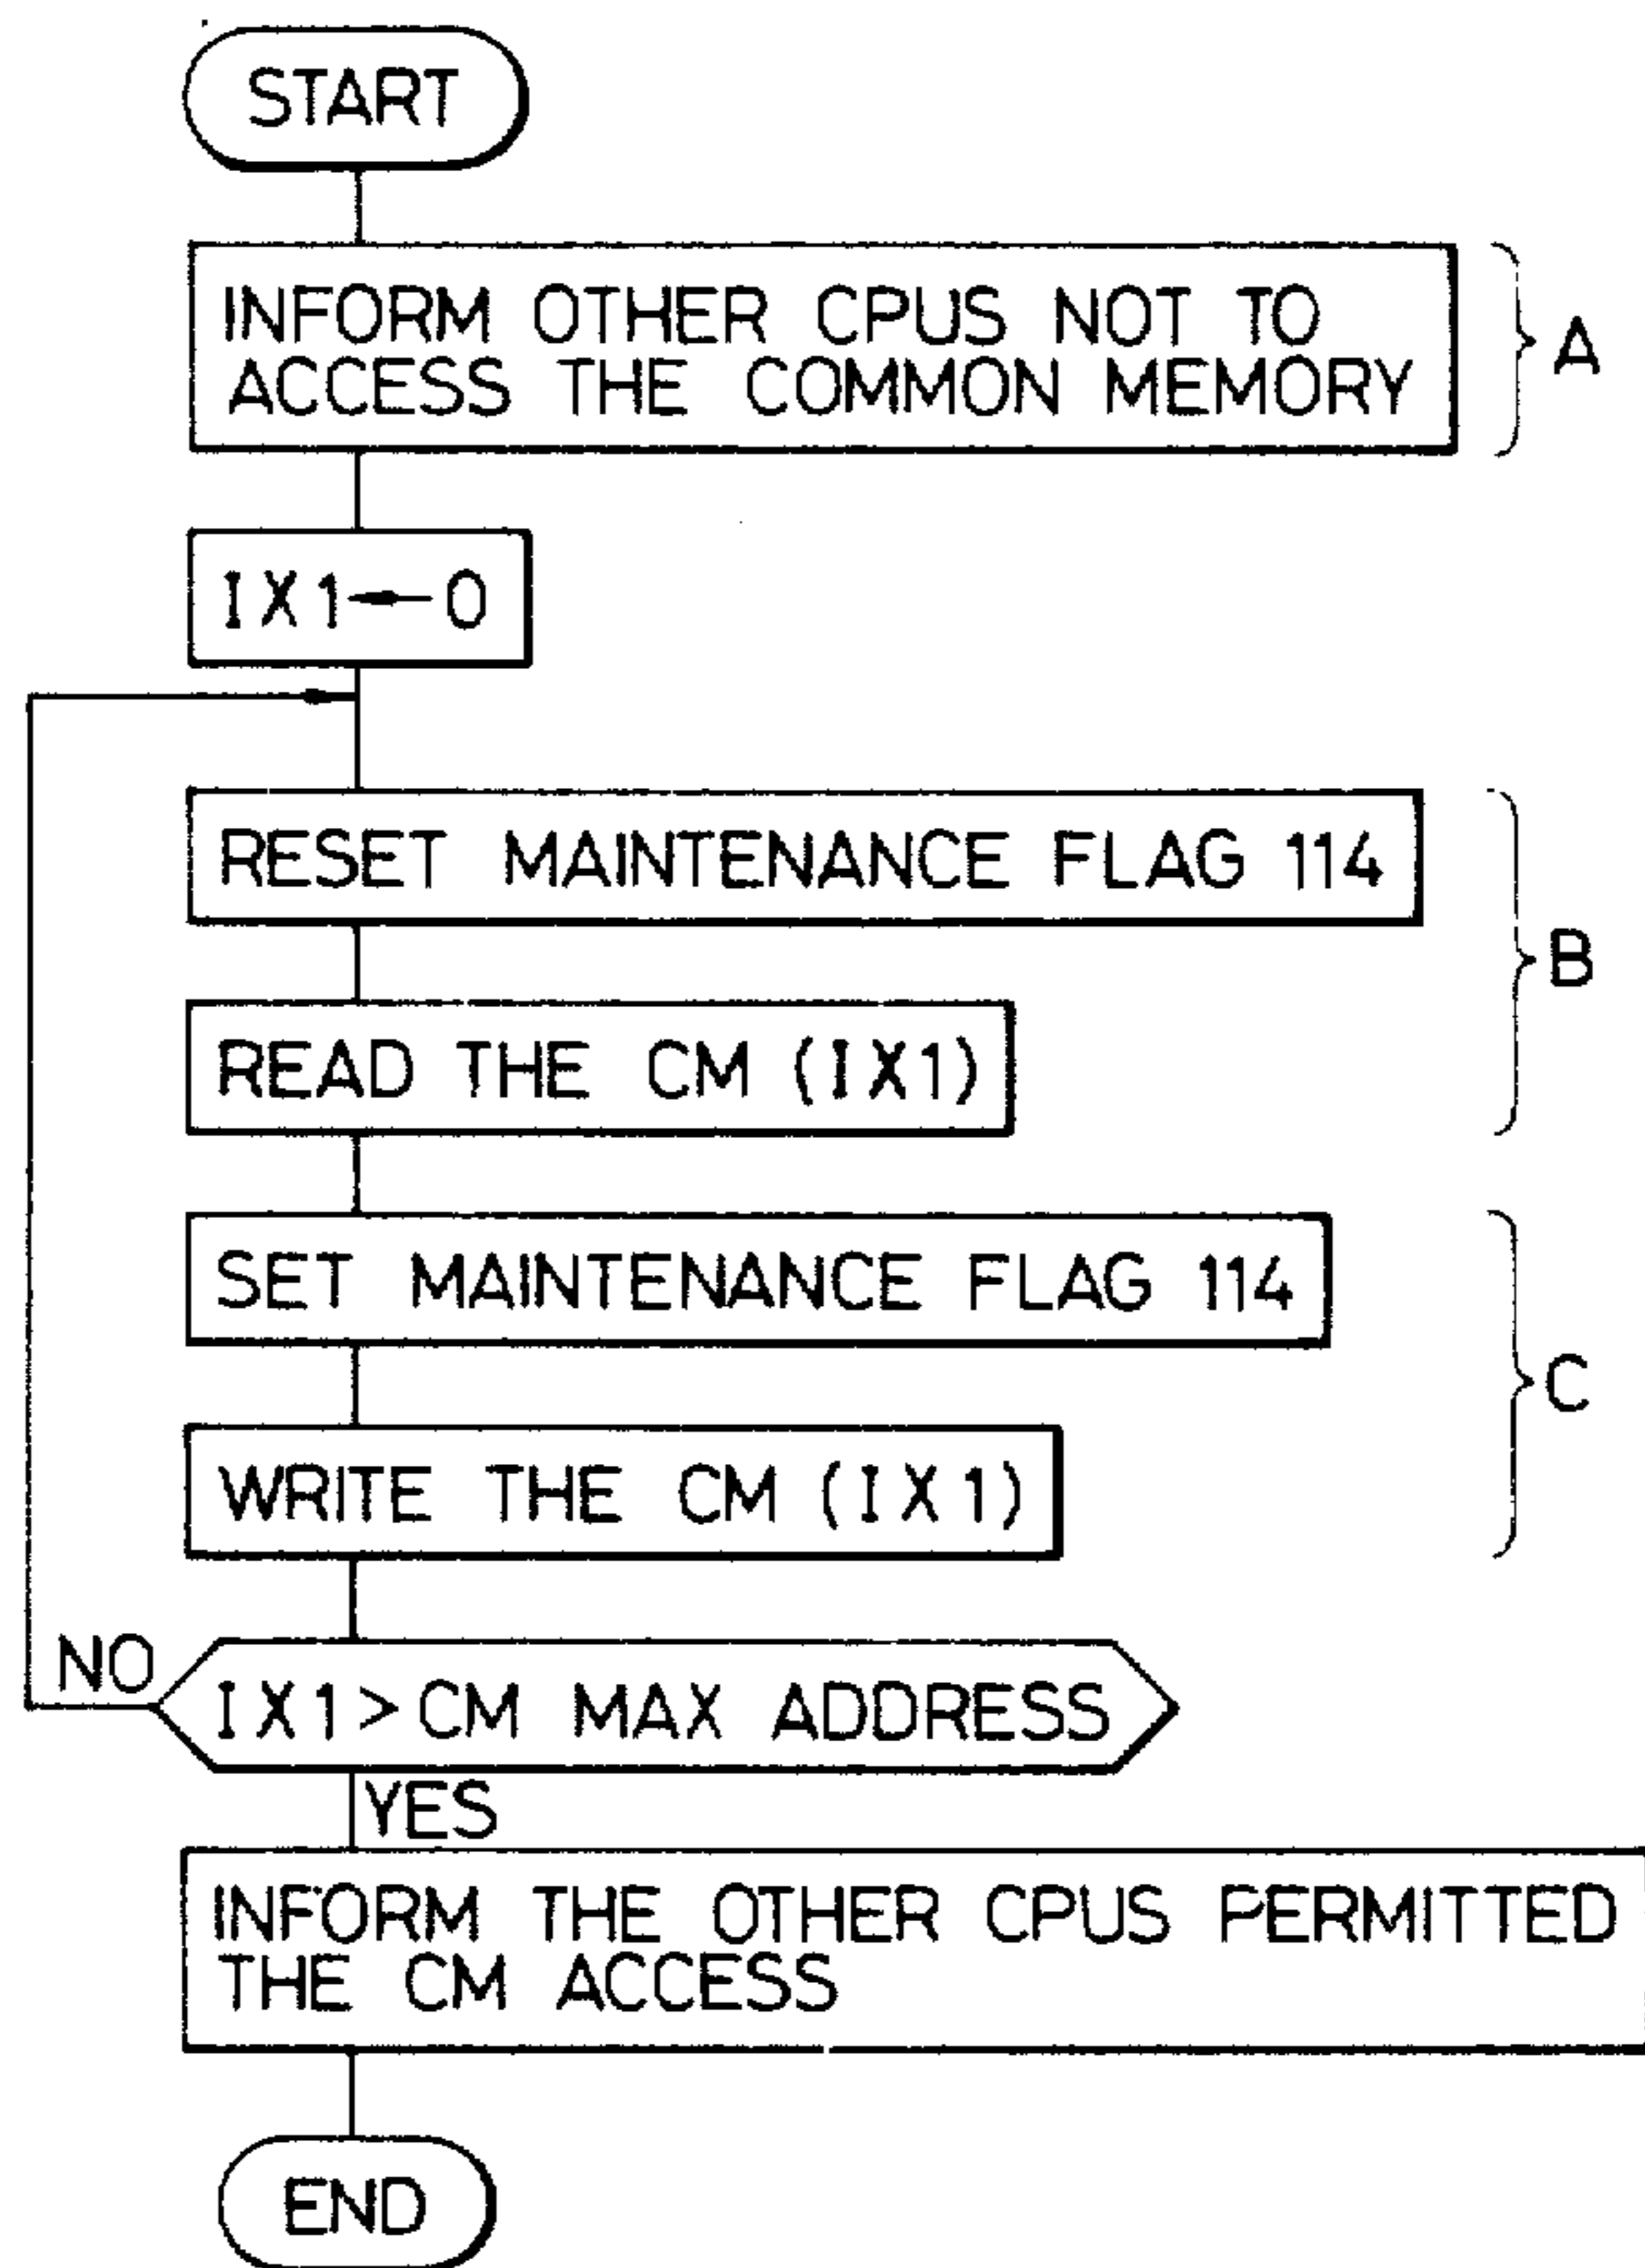 START
INFORM OTHER CPUS NOT TO
ACCESS THE COMMON MEMORY
A
IX1←0
RESET MAINTENANCE FLAG 114
B
READ THE CM (IX1)
SET MAINTENANCE FLAG 114
C
WRITE THE CM (IX1)
NO
IX1>CM MAX ADDRESS
YES
INFORM THE OTHER CPUS PERMITTED
THE CM ACCESS
END